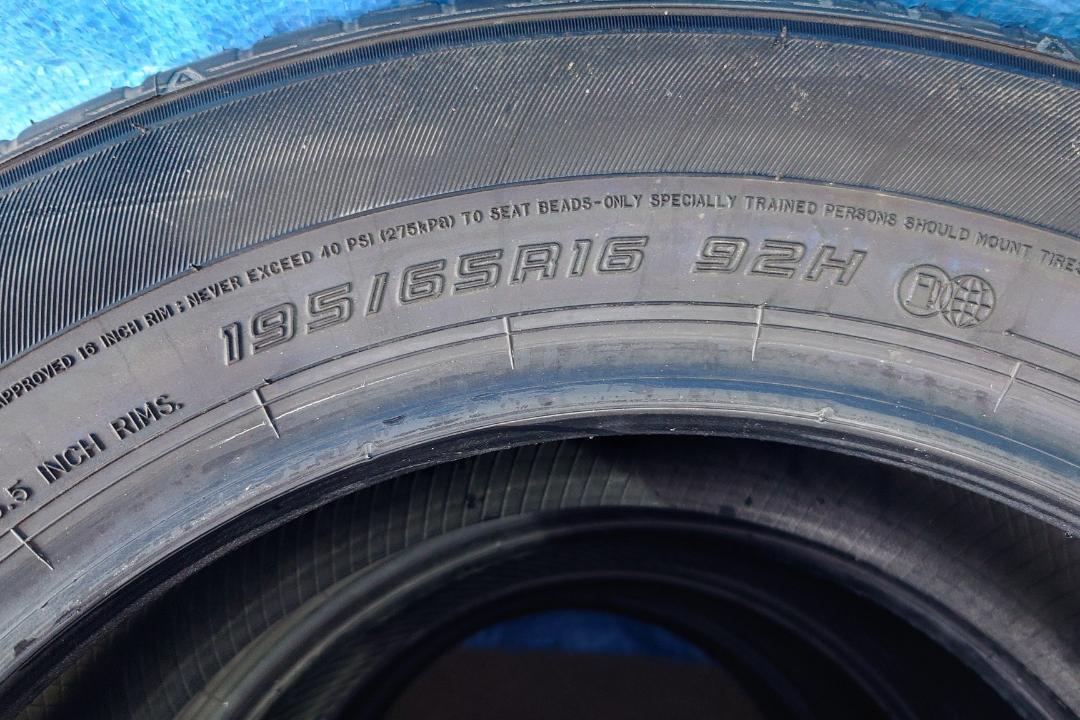 APPROVED 16 INCH RIM ; NEVER EXCEED 40 PSI (275kPa) TO SEAT BEADS-ONLY SPECIALLY TRAINED PERSONS SHOULD MOUNT TIRES
195/65R16 92H
.5 INCH RIMS.